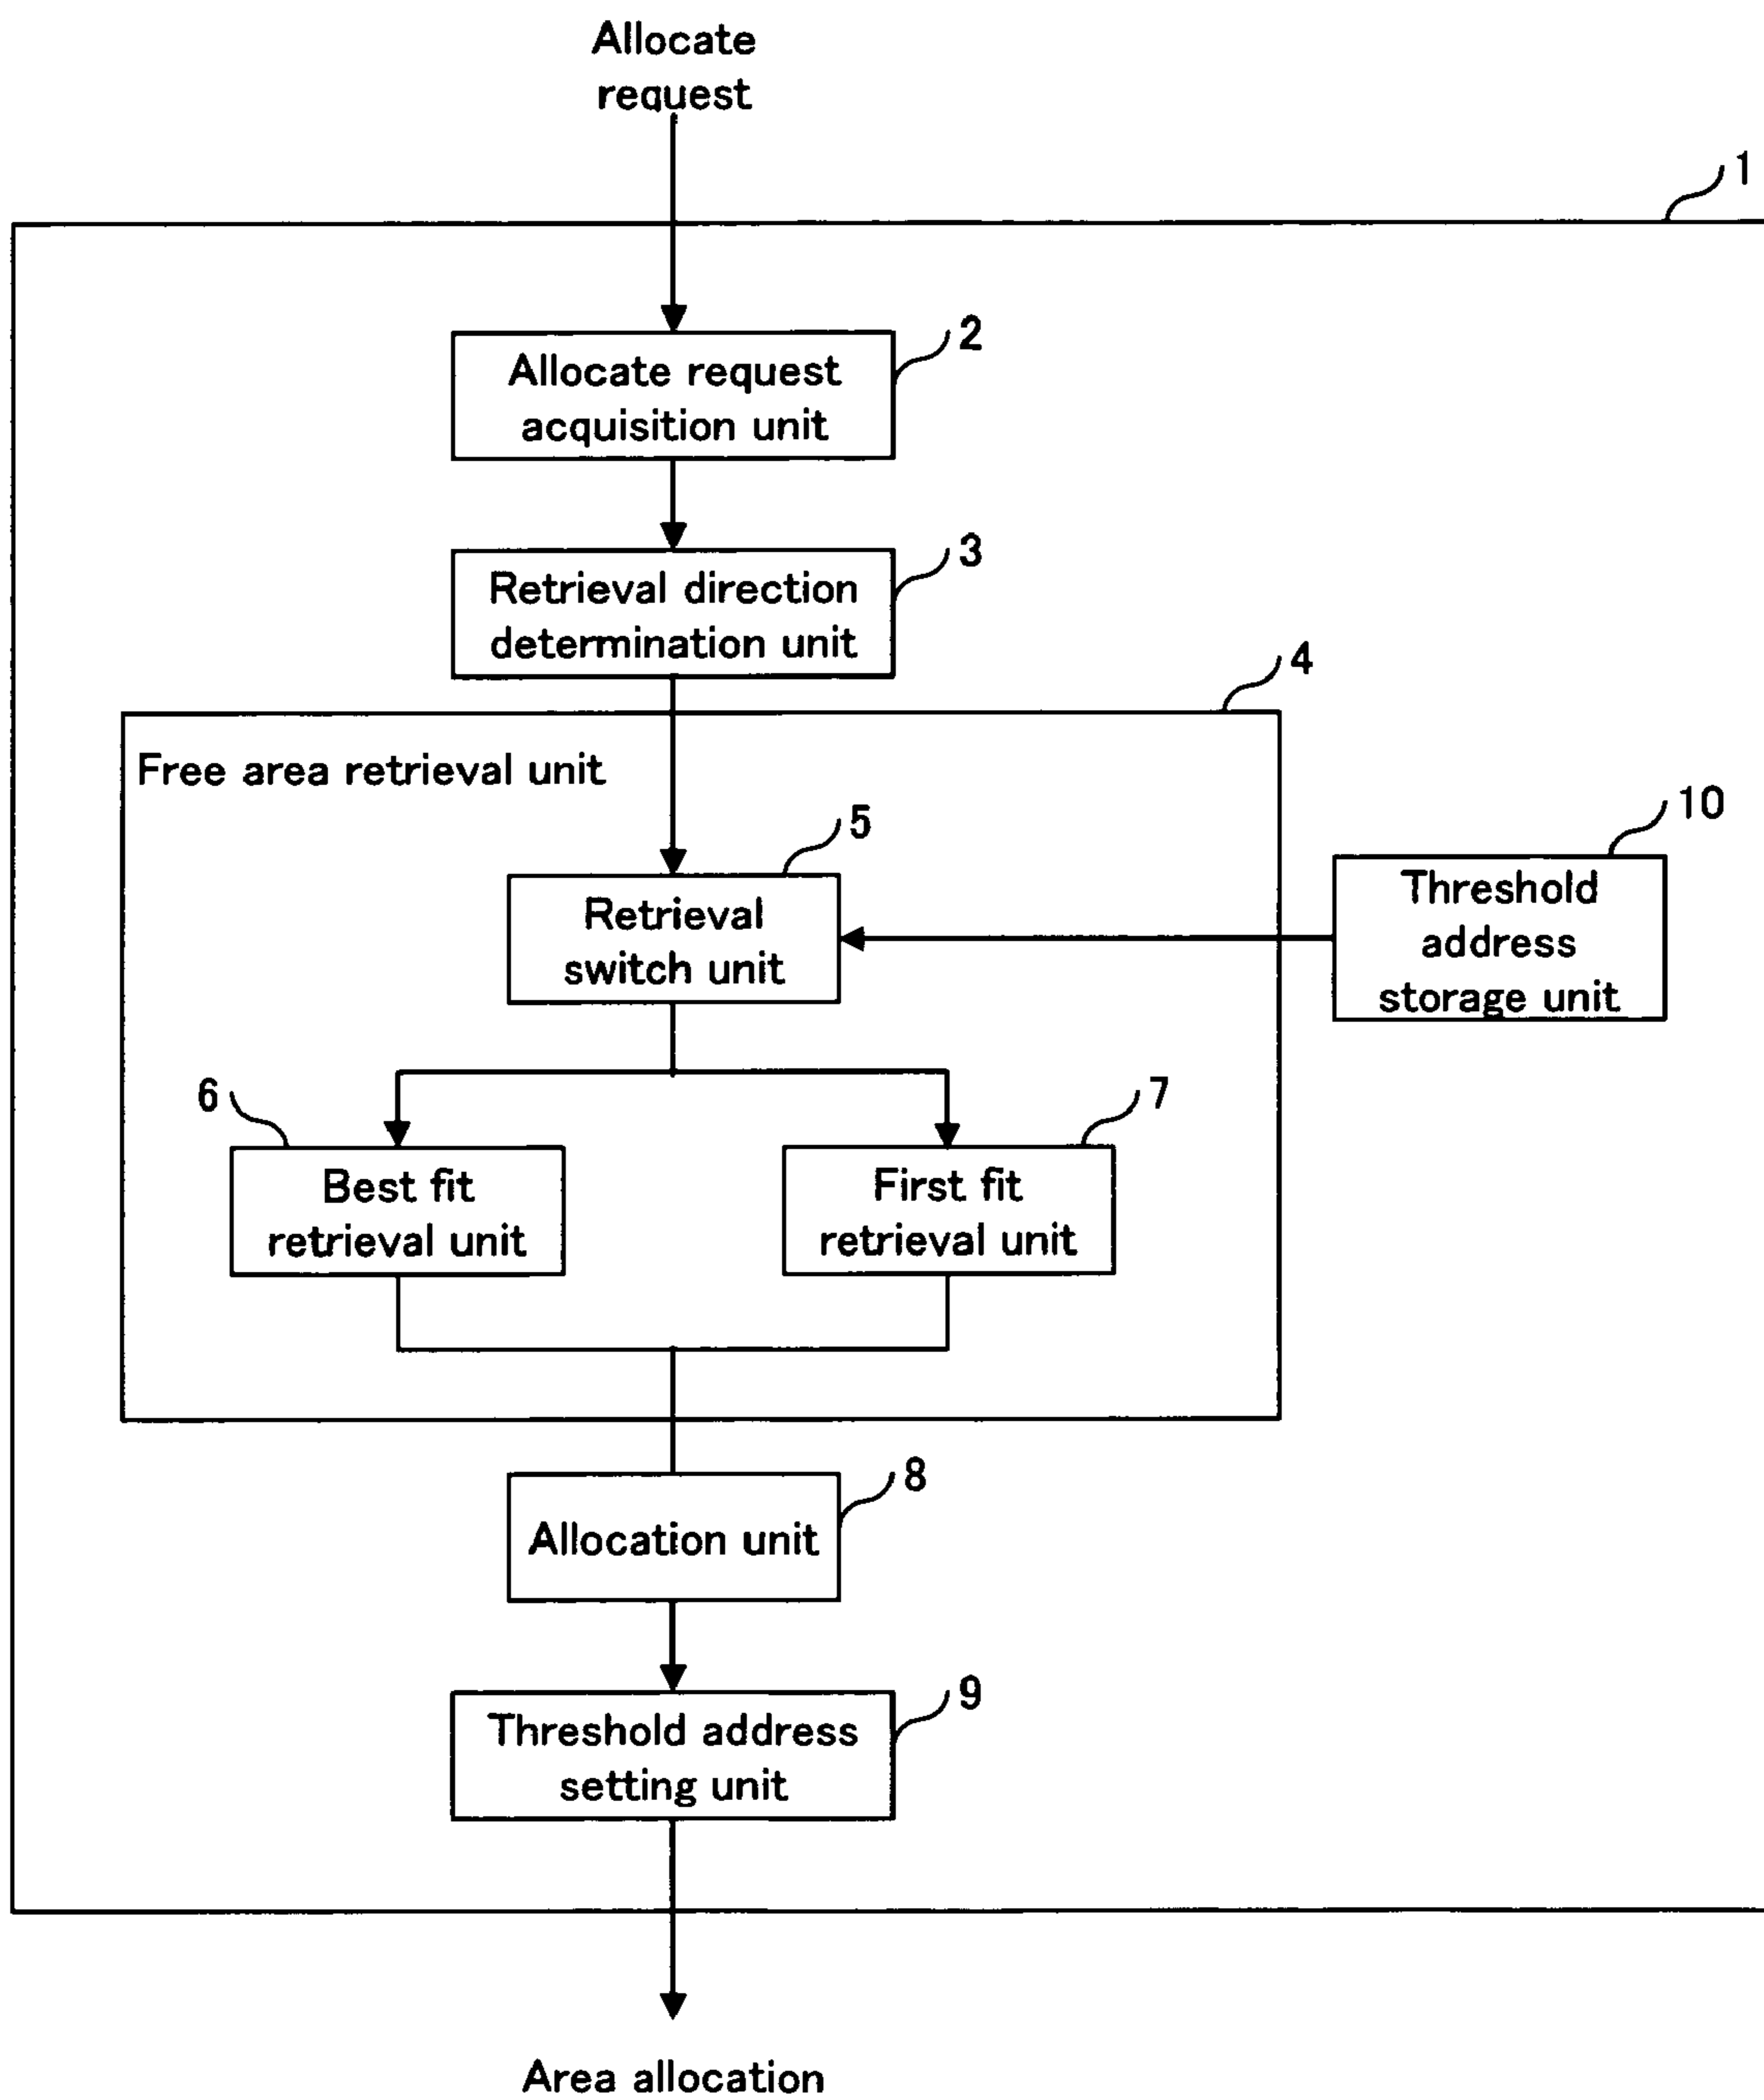 Allocate
request
1
2
Allocate request
acquisition unit
3
Retrieval direction
determination unit
4
Free area retrieval unit
5
Retrieval
switch unit
10
Threshold
address
storage unit
6
Best fit
retrieval unit
7
First fit
retrieval unit
8
Allocation unit
9
Threshold address
setting unit
Area allocation